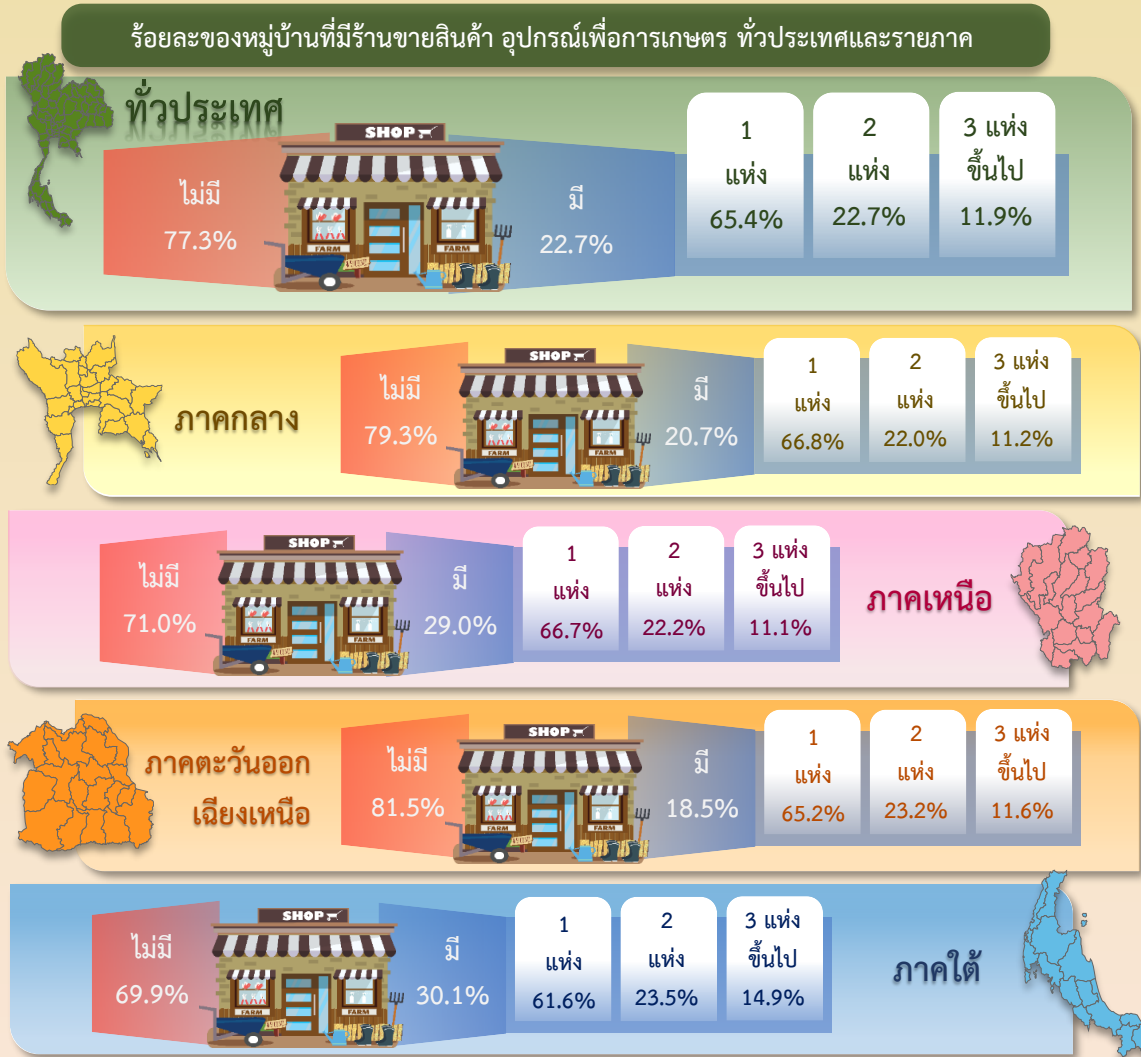 ร้อยละของหมู่บ้านที่มีร้านขายสินค้า อุปกรณ์เพื่อการเกษตร ทั่วประเทศและรายภาค
ทั่วประเทศ
ไม่มี
77.3%
SHOP
FARM
FARM
มี
22.7%
1
แห่ง
65.4%
2
แห่ง
22.7%
3 แห่ง
ขึ้นไป
11.9%
ภาคกลาง
ไม่มี
79.3%
SHOP
FARM
FARM
มี
20.7%
1
แห่ง
66.8%
2
แห่ง
22.0%
3 แห่ง
ขึ้นไป
11.2%
ไม่มี
71.0%
SHOP
FARM
FARM
มี
29.0%
1
แห่ง
66.7%
2
แห่ง
22.2%
3 แห่ง
ขึ้นไป
11.1%
ภาคเหนือ
ภาคตะวันออก
เฉียงเหนือ
ไม่มี
81.5%
SHOP
FARM
FARM
มี
18.5%
1
แห่ง
65.2%
2
แห่ง
23.2%
3 แห่ง
ขึ้นไป
11.6%
ไม่มี
69.9%
SHOP
FARM
FARM
มี
30.1%
1
แห่ง
61.6%
2
แห่ง
23.5%
3 แห่ง
ขึ้นไป
14.9%
ภาคใต้